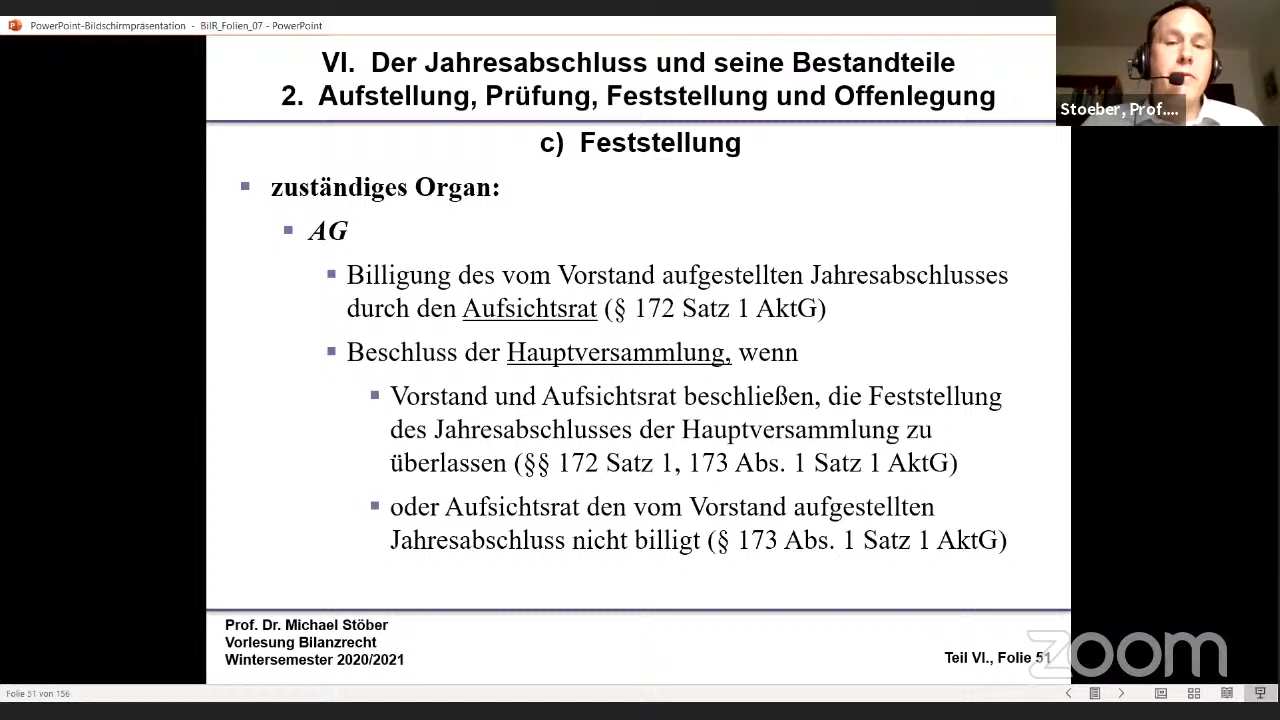 PowerPoint-Bildschirmpräsentation - BilR_Folien_07 - PowerPoint
Stoeber, Prof....
VI. Der Jahresabschluss und seine Bestandteile
2. Aufstellung, Prüfung, Feststellung und Offenlegung
c) Feststellung
zuständiges Organ:
AG
Billigung des vom Vorstand aufgestellten Jahresabschlusses
durch den Aufsichtsrat (§ 172 Satz 1 AktG)
Beschluss der Hauptversammlung, wenn
Vorstand und Aufsichtsrat beschließen, die Feststellung
des Jahresabschlusses der Hauptversammlung zu
überlassen (§§ 172 Satz 1, 173 Abs. 1 Satz 1 AktG)
oder Aufsichtsrat den vom Vorstand aufgestellten
Jahresabschluss nicht billigt (§ 173 Abs. 1 Satz 1 AktG)
Prof. Dr. Michael Stöber
Vorlesung Bilanzrecht
Wintersemester 2020/2021
Teil VI., Folie 51
zoom
Folie 51 von 156